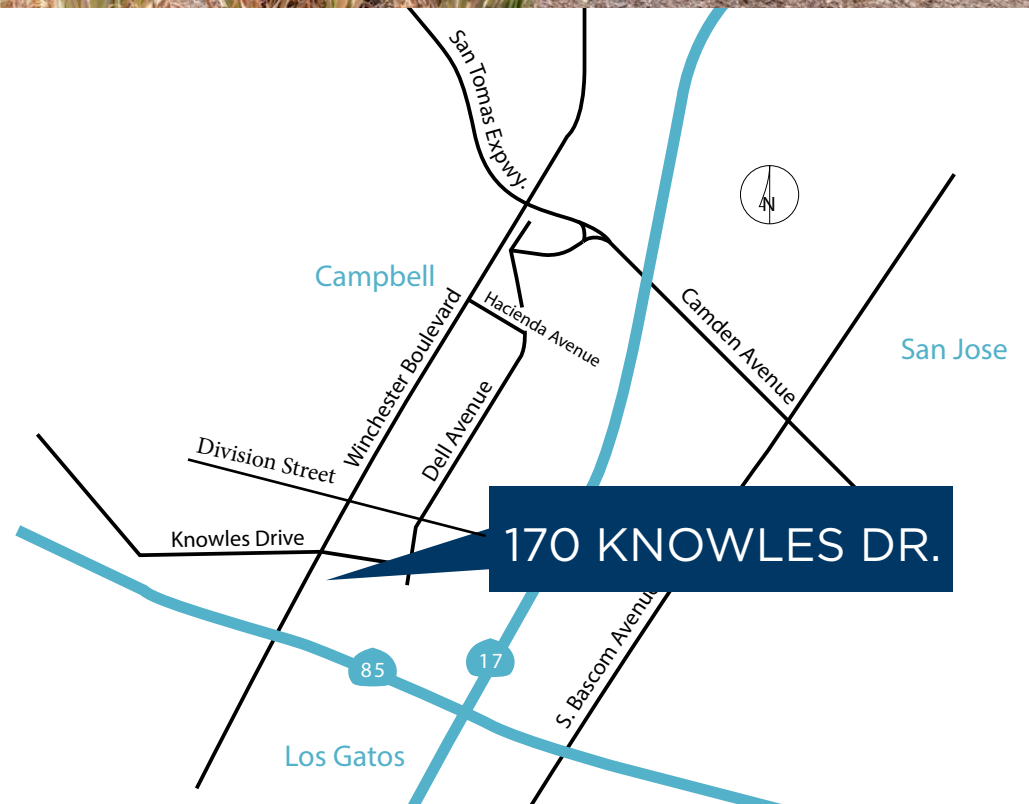 San Tomas Expwy.
N
Campbell
Winchester Boulevard
Hacienda Avenue
Camden Avenue
San Jose
Dell Avenue
Division Street
Knowles Drive
170 KNOWLES DR.
S. Bascom Avenue
85
17
Los Gatos